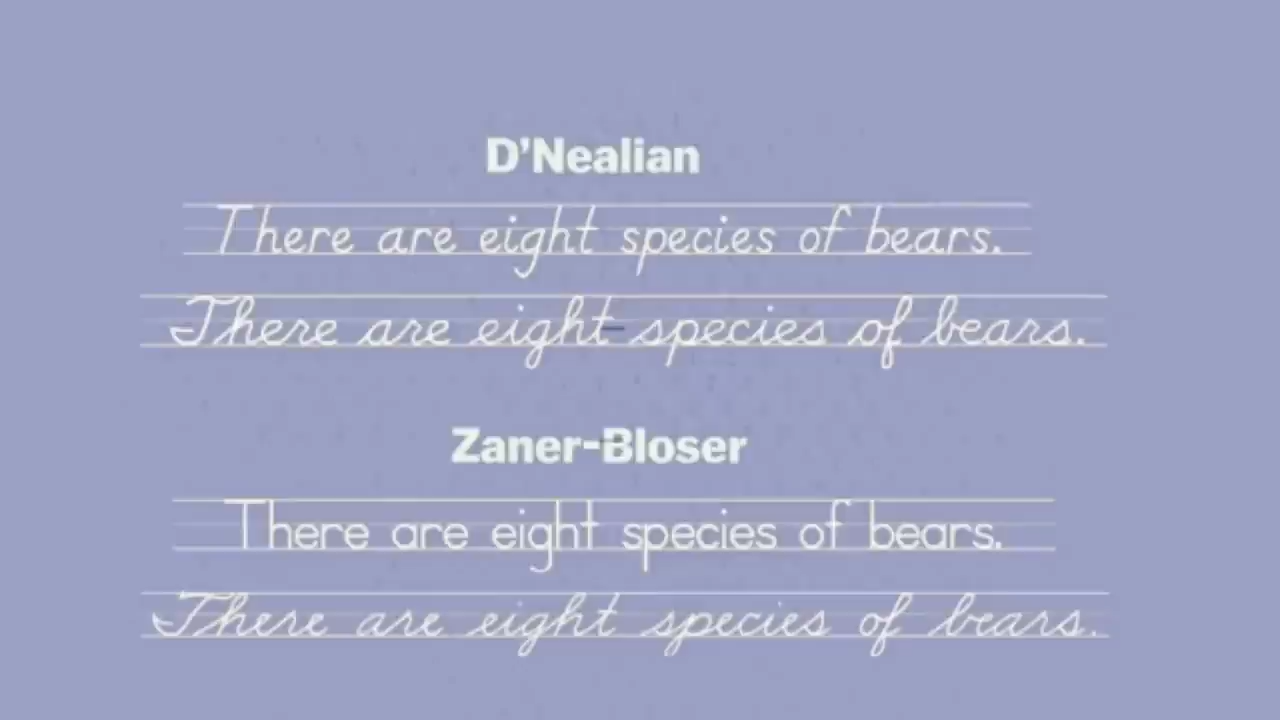 D'Nealian
There are eight species of bears.
There are eight species of bears.
Zaner-Bloser
There are eight species of bears.
There are eight species of bears.